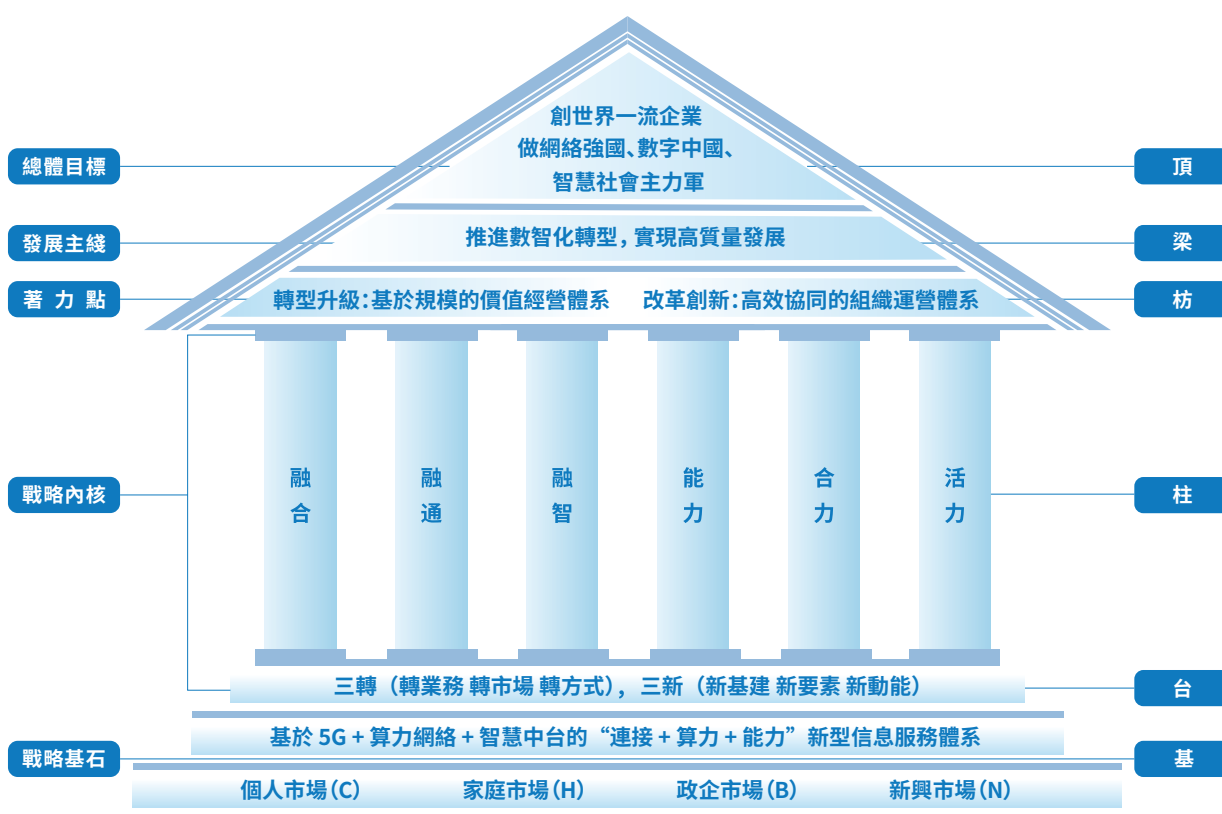 創世界一流企業
做網絡強國、數字中國、
智慧社會主力軍
總體目標
頂
推進數智化轉型，實現高質量發展
發展主綫
梁
轉型升級：基於規模的價值經營體系
改革創新：高效協同的組織運營體系
著力點
枋
融合
融通
融智
能力
合力
活力
戰略內核
柱
三轉（轉業務 轉市場 轉方式），三新（新基建 新要素 新動能）
台
基於 5G + 算力網絡 + 智慧中台的“連接 + 算力 + 能力”新型信息服務體系
戰略基石
基
個人市場（C）
家庭市場（H）
政企市場（B）
新興市場（N）